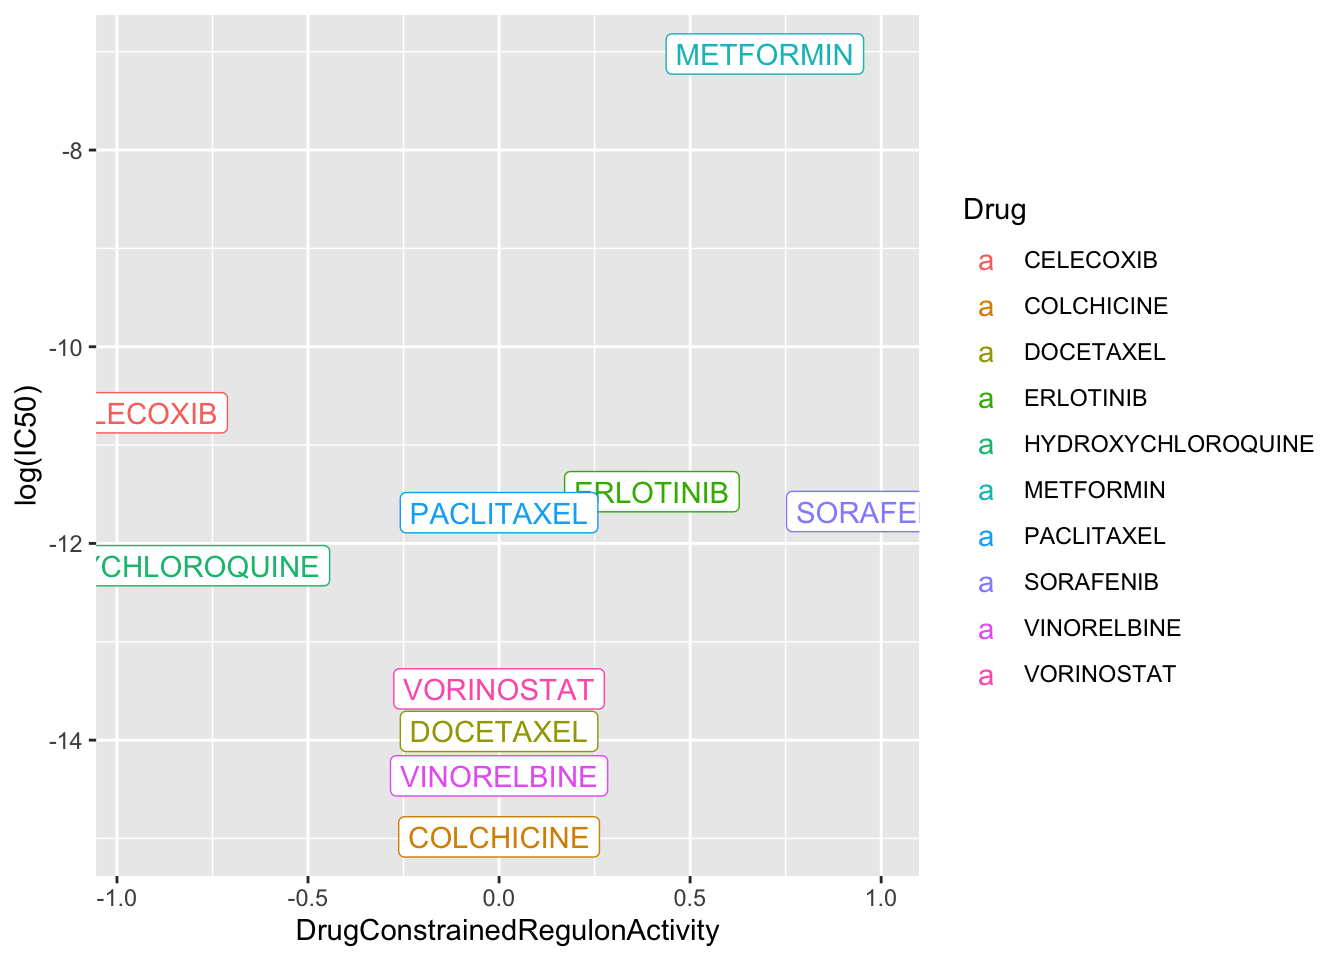 METFORMIN
-8
-10
LECOXIB
ERLOTINIB
PACLITAXEL
SORAFE
-12
YCHLOROQUINE
VORINOSTAT
DOCETAXEL
-14
VINORELBINE
COLCHICINE
-1.0 -0.5 0.0 0.5 1.0
DrugConstrainedRegulonActivity
log(IC50)
Drug
a CELECOXIB
a COLCHICINE
a DOCETAXEL
a ERLOTINIB
a HYDROXYCHLOROQUINE
a METFORMIN
a PACLITAXEL
a SORAFENIB
a VINORELBINE
a VORINOSTAT